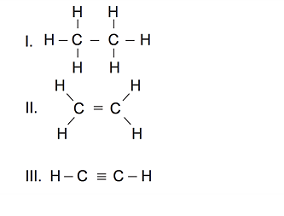 H H
I. H – C – C – H
H H
H H
II. C = C
H H
III. H – C ≡ C – H